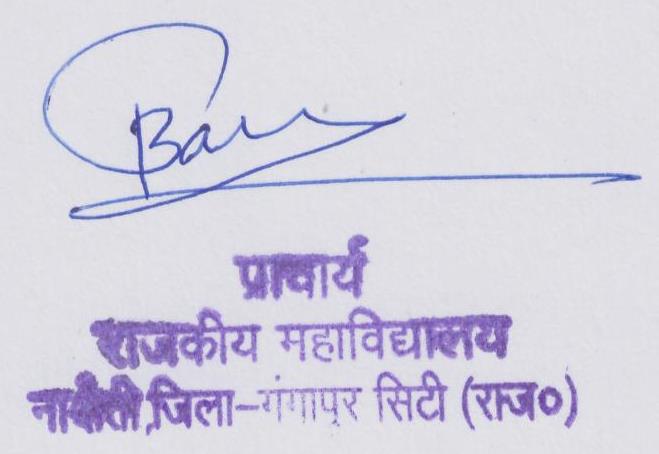 प्राचार्य
राजकीय महाविद्यालय
जिला-गंगापुर सिटी (राज०)